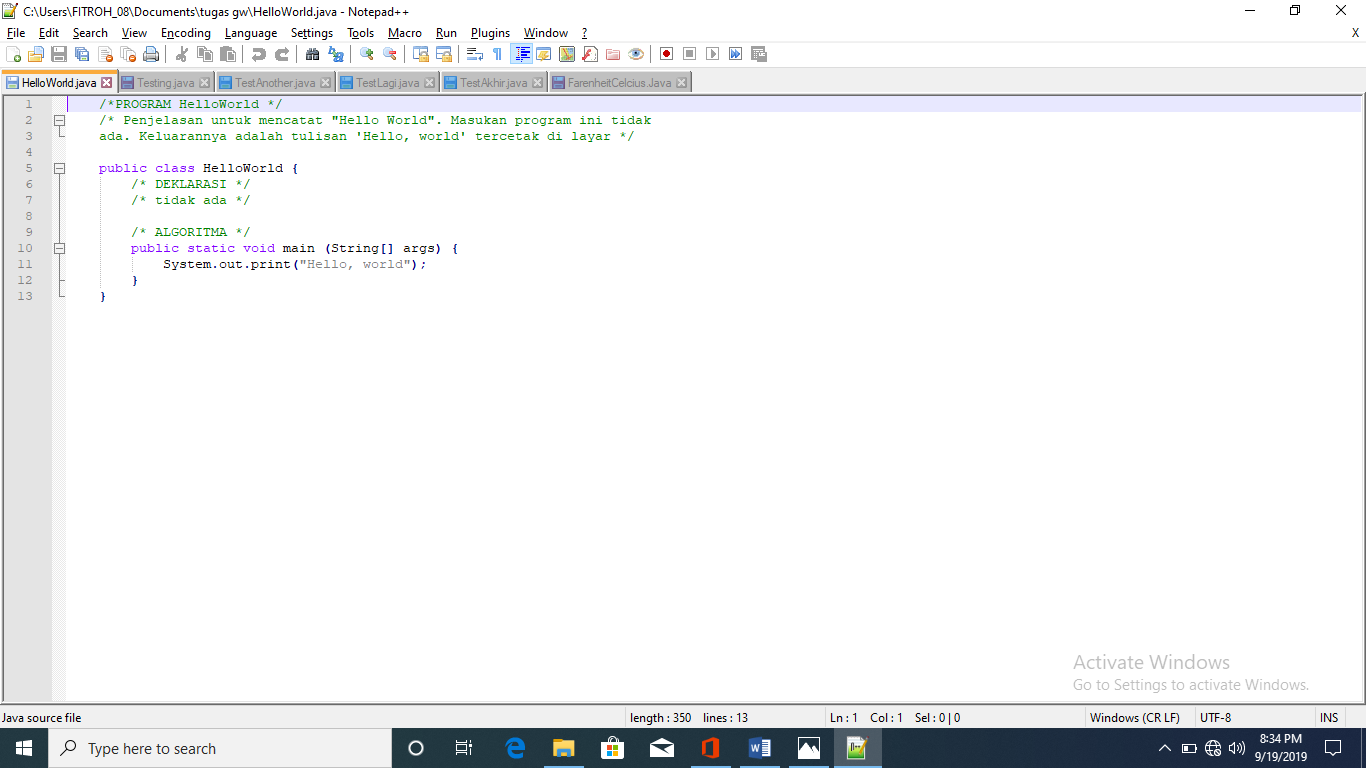 C:\Users\FITROH_08\Documents\tugas gw\HelloWorld.java - Notepad++
File Edit Search View Encoding Language Settings Tools Macro Run Plugins Window ? X
HelloWorld.java Testing.java TestAnother.java TestLagi.java TestAkhir.java FarenheitCelcius.Java
1 /*PROGRAM HelloWorld */
2 /* Penjelasan untuk mencatat "Hello World". Masukan program ini tidak
3 ada. Keluarannya adalah tulisan 'Hello, world' tercetak di layar */
4
5 public class HelloWorld {
6 /* DEKLARASI */
7 /* tidak ada */
8
9 /* ALGORITMA */
10 public static void main (String[] args) {
11 System.out.print("Hello, world");
12 }
13 }
Activate Windows
Go to Settings to activate Windows.
Java source file length : 350 lines : 13 Ln : 1 Col : 1 Sel : 0 | 0 Windows (CR LF) UTF-8 INS
Type here to search
8:34 PM
9/19/2019